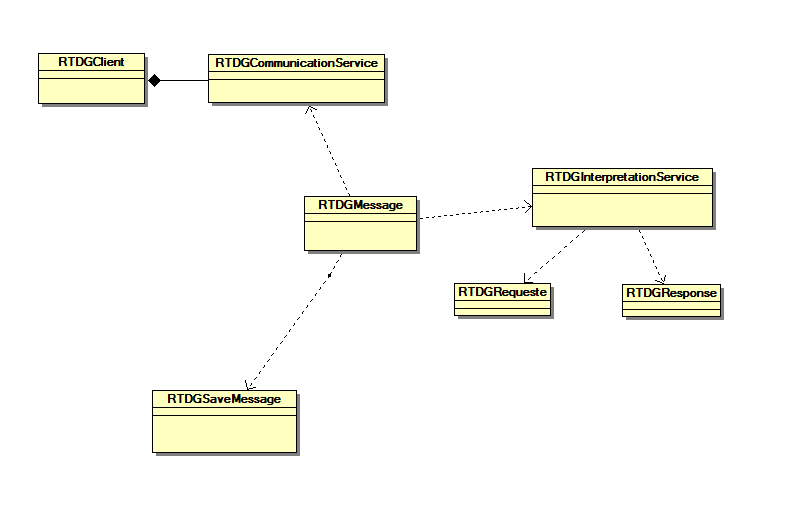 RTDGClient
RTDGCommunicationService
RTDGMessage
RTDGInterpretationService
RTDGRequeste
RTDGResponse
RTDGSaveMessage